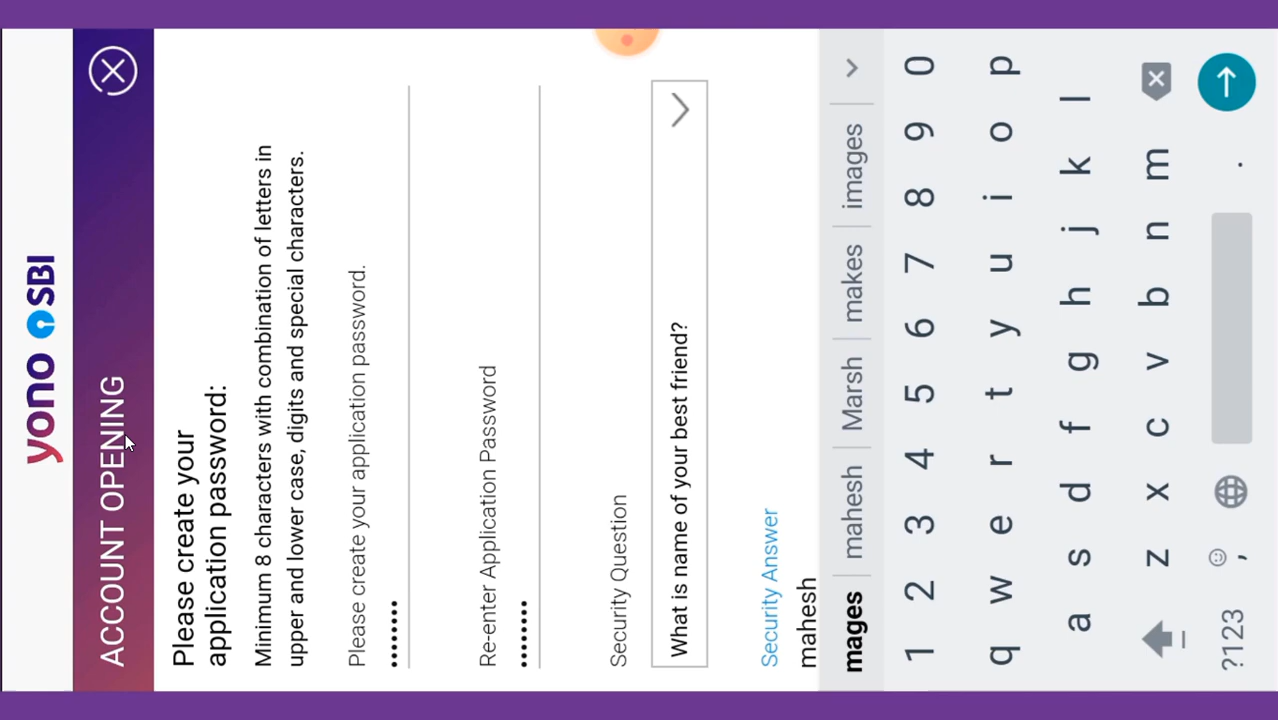 yono SBI
ACCOUNT OPENING
Please create your
application password:
Minimum 8 characters with combination of letters in
upper and lower case, digits and special characters.
Please create your application password.
••••••••
Re-enter Application Password
••••••••
Security Question
What is name of your best friend?
Security Answer
mahesh
mages mahesh Marsh makes images
1 2 3 4 5 6 7 8 9 0
q w e r t y u i o p
a s d f g h j k l
z x c v b n m
?123 , .